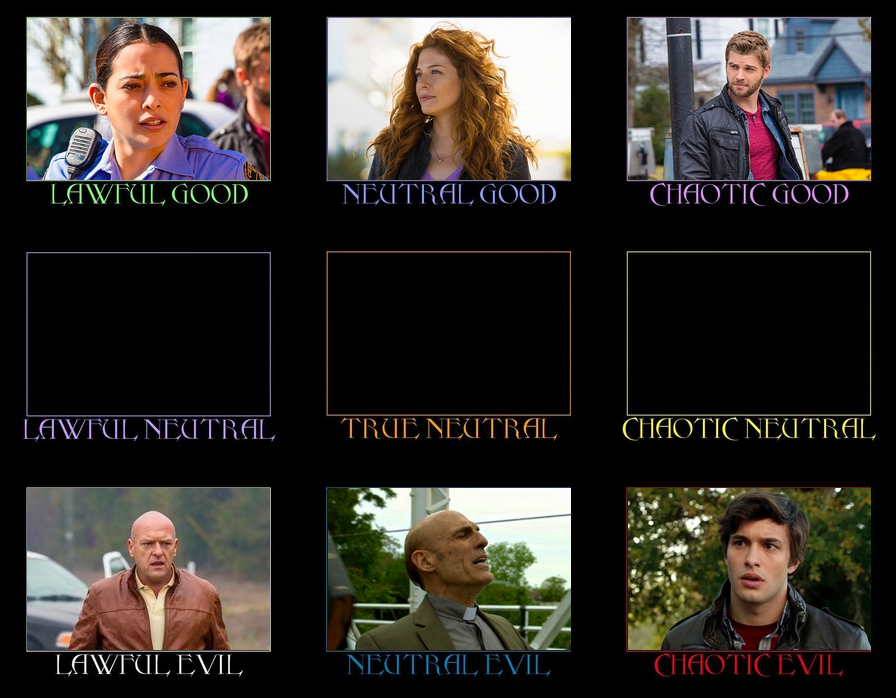 LAWFUL GOOD
NEUTRAL GOOD
CHAOTIC GOOD
LAWFUL NEUTRAL
TRUE NEUTRAL
CHAOTIC NEUTRAL
LAWFUL EVIL
NEUTRAL EVIL
CHAOTIC EVIL